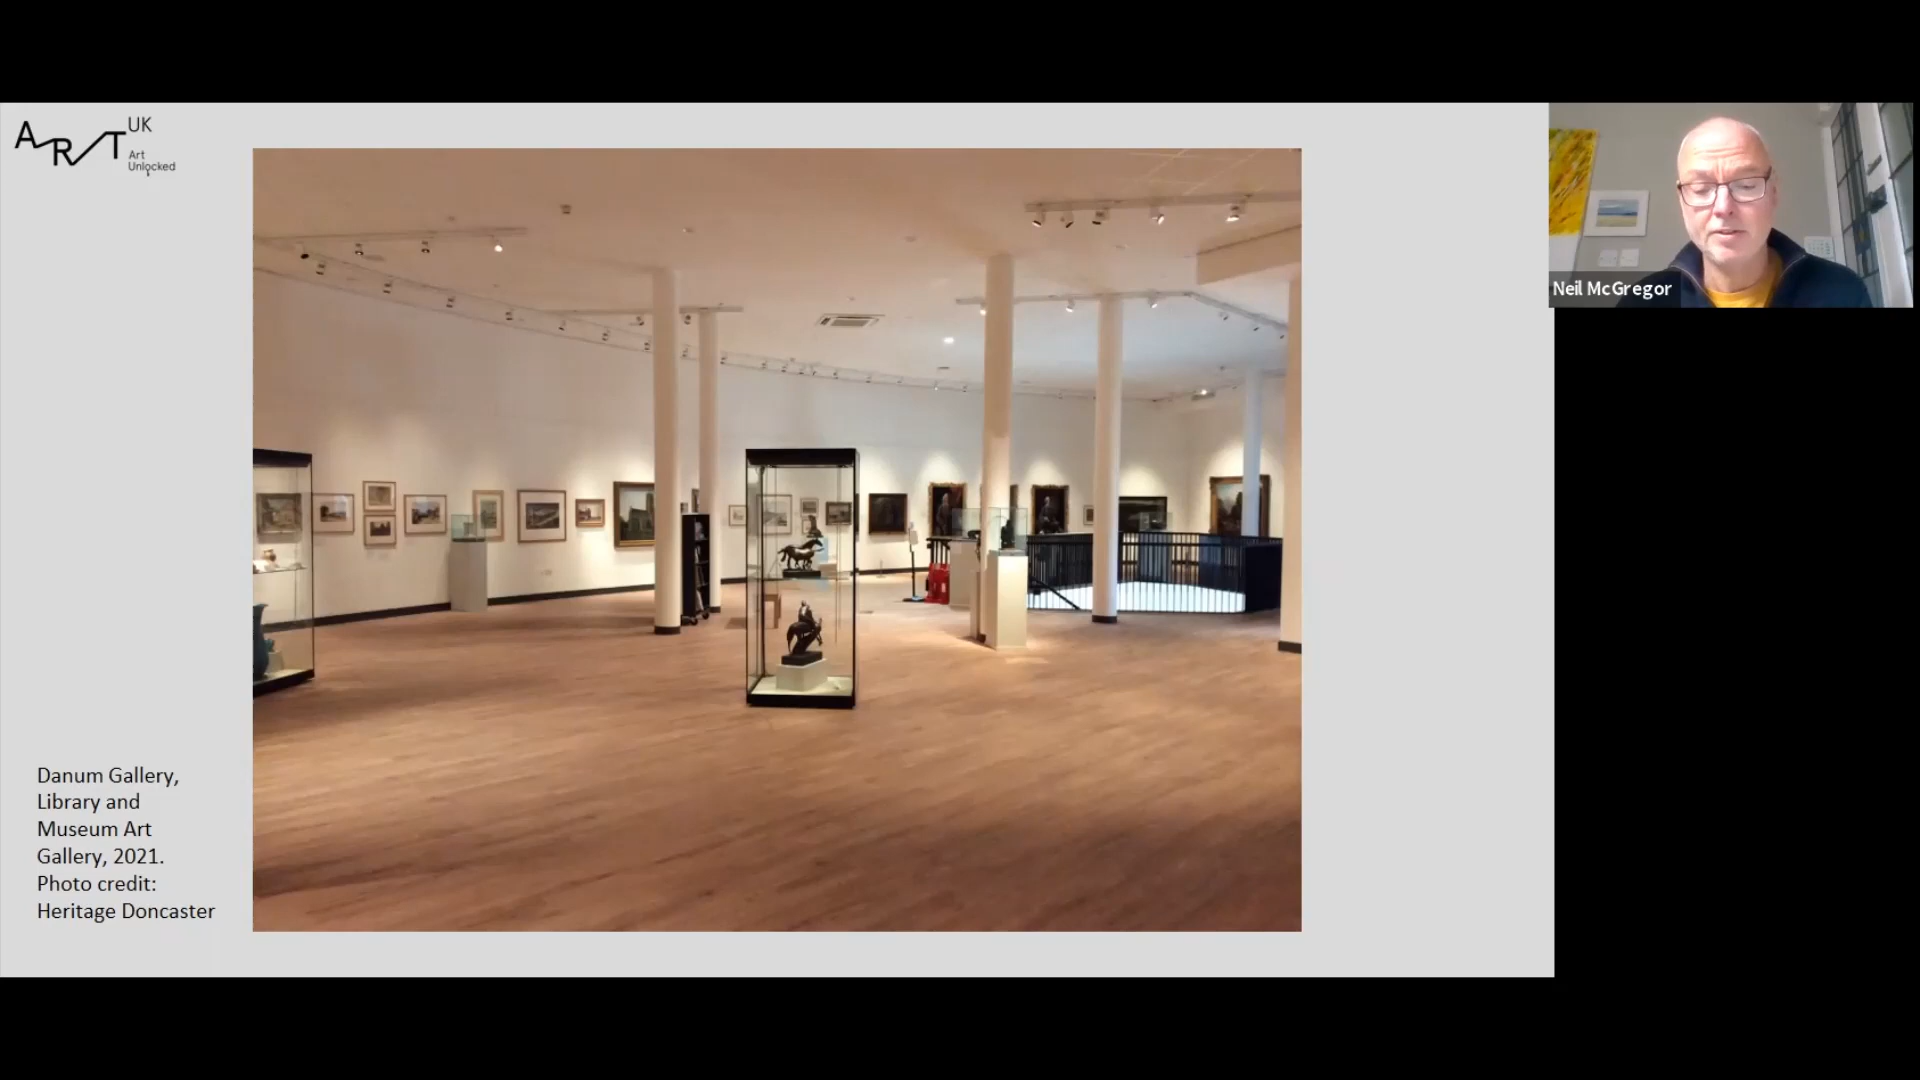 ART UK
Art
Unlocked
Neil McGregor
Danum Gallery,
Library and
Museum Art
Gallery, 2021.
Photo credit:
Heritage Doncaster